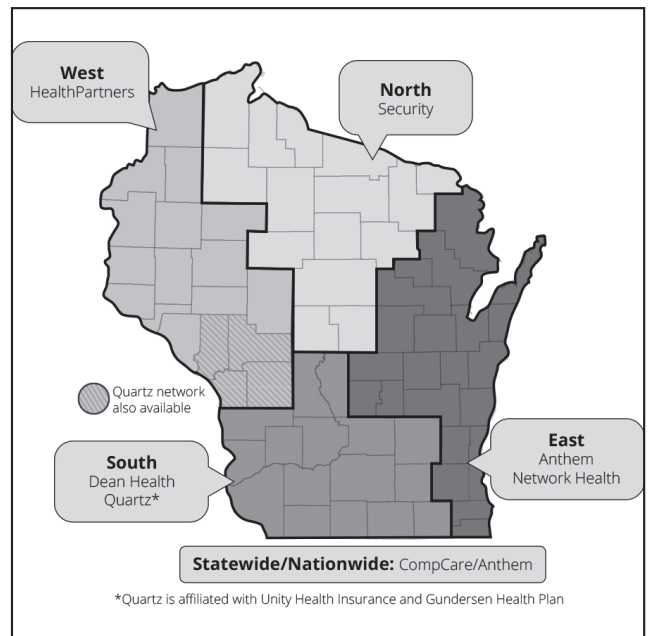 West
HealthPartners
North
Security
Quartz network
also available
South
Dean Health
Quartz*
East
Anthem
Network Health
Statewide/Nationwide: CompCare/Anthem
*Quartz is affiliated with Unity Health Insurance and Gundersen Health Plan